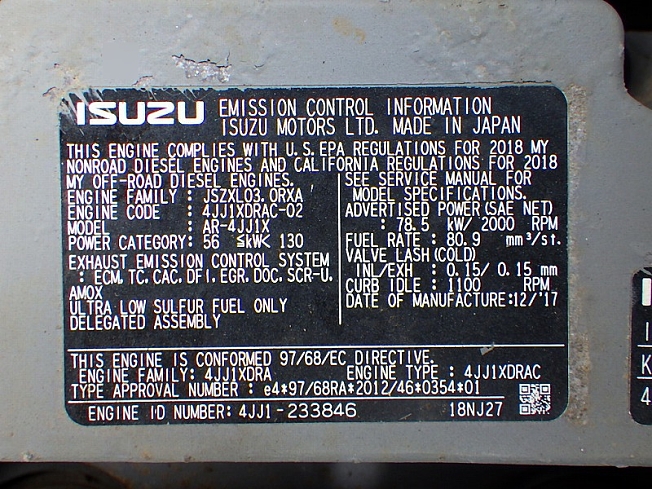 ISUZU EMISSION CONTROL INFORMATION
ISUZU MOTORS LTD. MADE IN JAPAN
THIS ENGINE COMPLIES WITH U.S.EPA REGULATIONS FOR 2018 MY
NONROAD DIESEL ENGINES AND CALIFORNIA REGULATIONS FOR 2018
MY OFF-ROAD DIESEL ENGINES.
ENGINE FAMILY : JSZXL03.0RXA
ENGINE CODE : 4JJ1XDRAC-02
MODEL : AR-4JJ1X
POWER CATEGORY: 56 ≦kW< 130
EXHAUST EMISSION CONTROL SYSTEM
: ECM, TC, CAC, DFI, EGR, DOC, SCR-U,
AMOX
ULTRA LOW SULFUR FUEL ONLY
DELEGATED ASSEMBLY
SEE SERVICE MANUAL FOR
MODEL SPECIFICATIONS.
ADVERTISED POWER(SAE NET)
: 78.5 kW/ 2000 RPM
FUEL RATE : 80.9 mm³/st.
VALVE LASH(COLD)
INL/EXH : 0.15/ 0.15 mm
CURB IDLE : 1100 RPM
DATE OF MANUFACTURE:12/'17
THIS ENGINE IS CONFORMED 97/68/EC DIRECTIVE.
ENGINE FAMILY: 4JJ1XDRA ENGINE TYPE : 4JJ1XDRAC
TYPE APPROVAL NUMBER : e4*97/68RA*2012/46*0354*01
ENGINE ID NUMBER: 4JJ1-233846 18NJ27